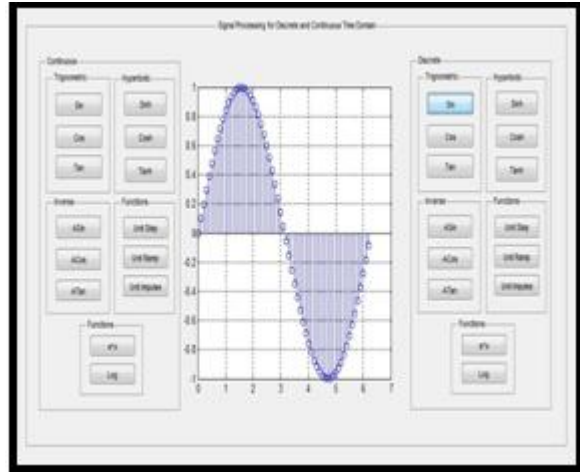 Signal Processing for Discrete and Continuous Time Domain
Continuous
Trigonometric
Hyperbolic
Sin
Sinh
Cos
Cosh
Tan
Tanh
Inverse
Functions
ASin
Unit Step
ACos
Unit Ramp
ATan
Unit Impulse
Functions
e^x
Log
1
0.8
0.6
0.4
0.2
0
-0.2
-0.4
-0.6
-0.8
-1
0 1 2 3 4 5 6 7
Discrete
Trigonometric
Hyperbolic
Sin
Sinh
Cos
Cosh
Tan
Tanh
Inverse
Functions
ASin
Unit Step
ACos
Unit Ramp
ATan
Unit Impulse
Functions
e^x
Log